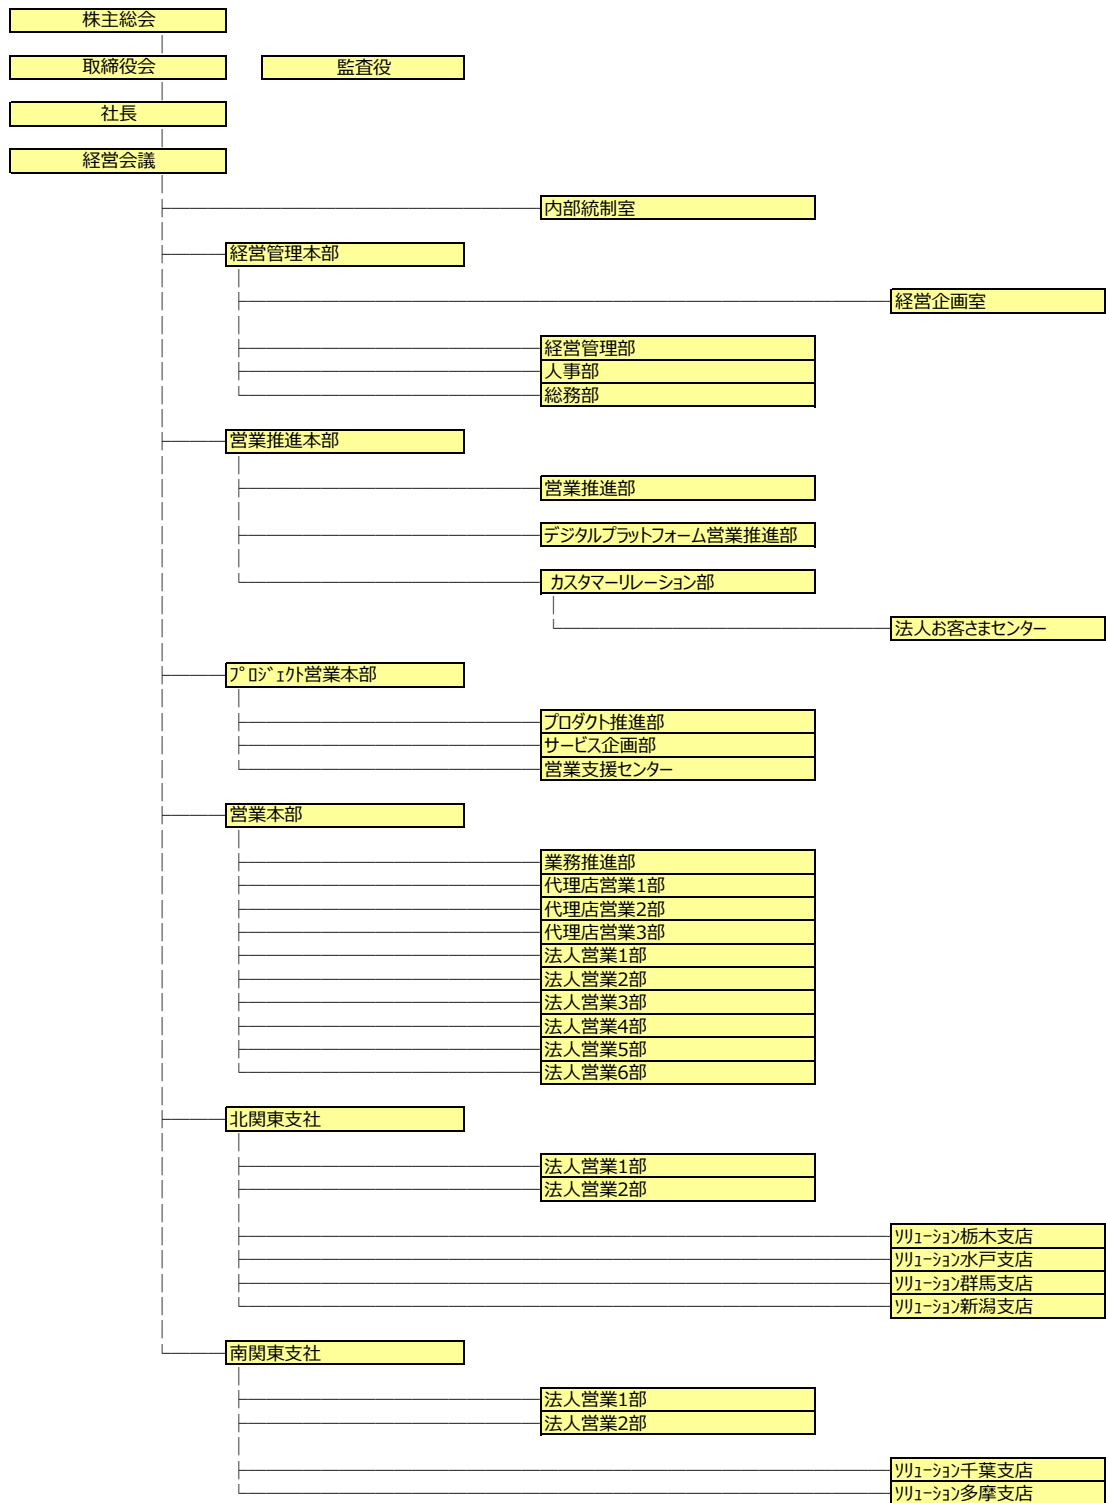 株主総会
取締役会
監査役
社長
経営会議
内部統制室
経営管理本部
経営企画室
経営管理部
人事部
総務部
営業推進本部
営業推進部
デジタルプラットフォーム営業推進部
カスタマーリレーション部
法人お客さまセンター
ﾌﾟﾛｼﾞｪｸﾄ営業本部
プロダクト推進部
サービス企画部
営業支援センター
営業本部
業務推進部
代理店営業1部
代理店営業2部
代理店営業3部
法人営業1部
法人営業2部
法人営業3部
法人営業4部
法人営業5部
法人営業6部
北関東支社
法人営業1部
法人営業2部
ｿﾘｭｰｼｮﾝ栃木支店
ｿﾘｭｰｼｮﾝ水戸支店
ｿﾘｭｰｼｮﾝ群馬支店
ｿﾘｭｰｼｮﾝ新潟支店
南関東支社
法人営業1部
法人営業2部
ｿﾘｭｰｼｮﾝ千葉支店
ｿﾘｭｰｼｮﾝ多摩支店